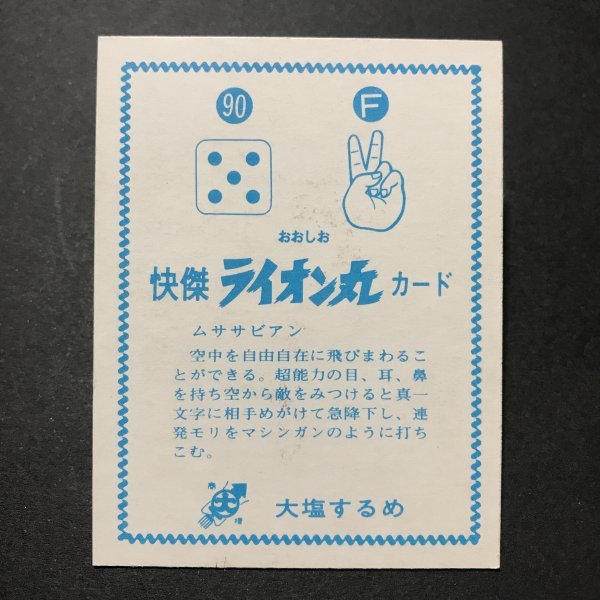 90 F
おおしお
快傑ライオン丸カード
ムササビアン
空中を自由自在に飛びまわるこ
とができる。超能力の目、耳、鼻
を持ち空から敵をみつけると真一
文字に相手めがけて急降下し、連
発モリをマシンガンのように打ち
こむ。
大塩するめ